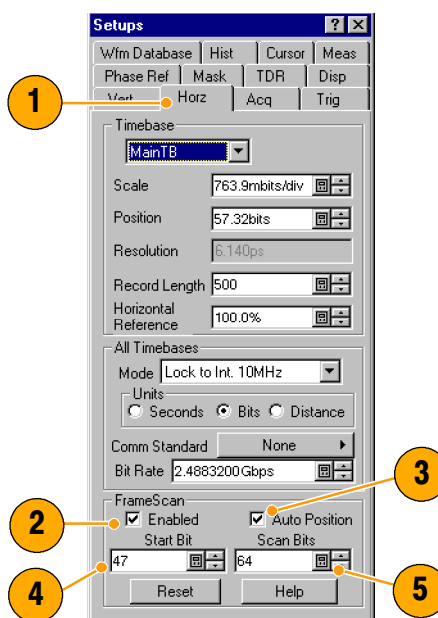 Setups
Wfm Database Hist Cursor Meas
Phase Ref Mask TDR Disp
Vert Horz Acq Trig
1
Timebase
MainTB
Scale 763.9mbits/div
Position 57.32bits
Resolution 6.140ps
Record Length 500
Horizontal
Reference 100.0%
All Timebases
Mode Lock to Int. 10MHz
Units
Seconds Bits Distance
Comm Standard None
Bit Rate 2.4883200Gbps
3
FrameScan
2 Enabled Auto Position
Start Bit Scan Bits
4 47 64 5
Reset Help